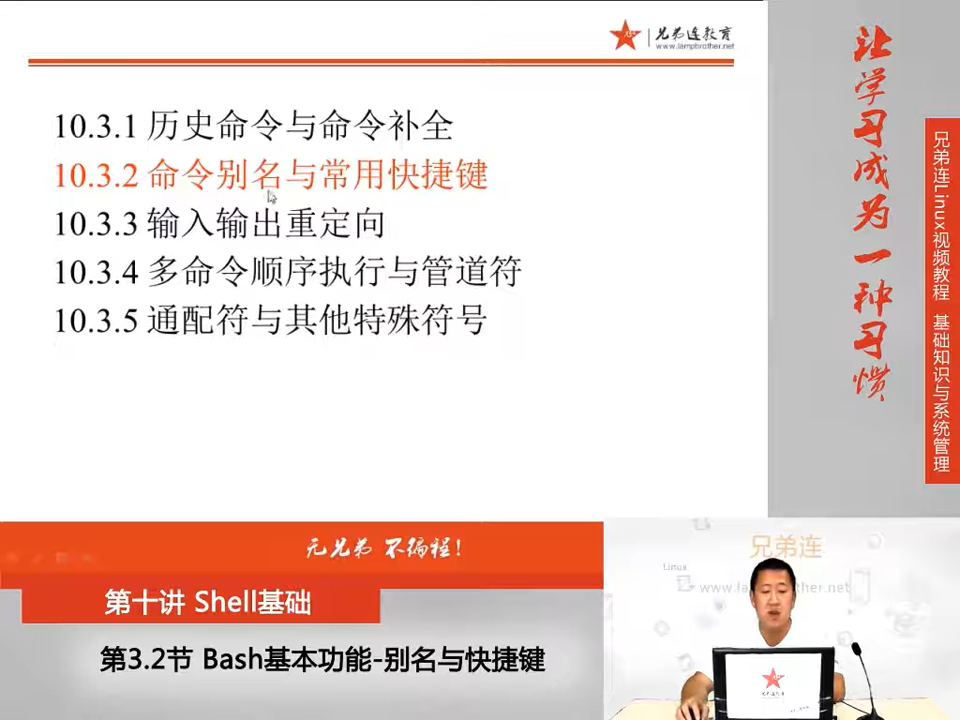 兄弟连教育
www.lampbrother.net
10.3.1 历史命令与命令补全
10.3.2 命令别名与常用快捷键
10.3.3 输入输出重定向
10.3.4 多命令顺序执行与管道符
10.3.5 通配符与其他特殊符号
让学习成为一种习惯
兄弟连Linux视频教程 基础知识与系统管理
无兄弟 不编程!
第十讲 Shell基础
第3.2节 Bash基本功能-别名与快捷键
兄弟连
Linux